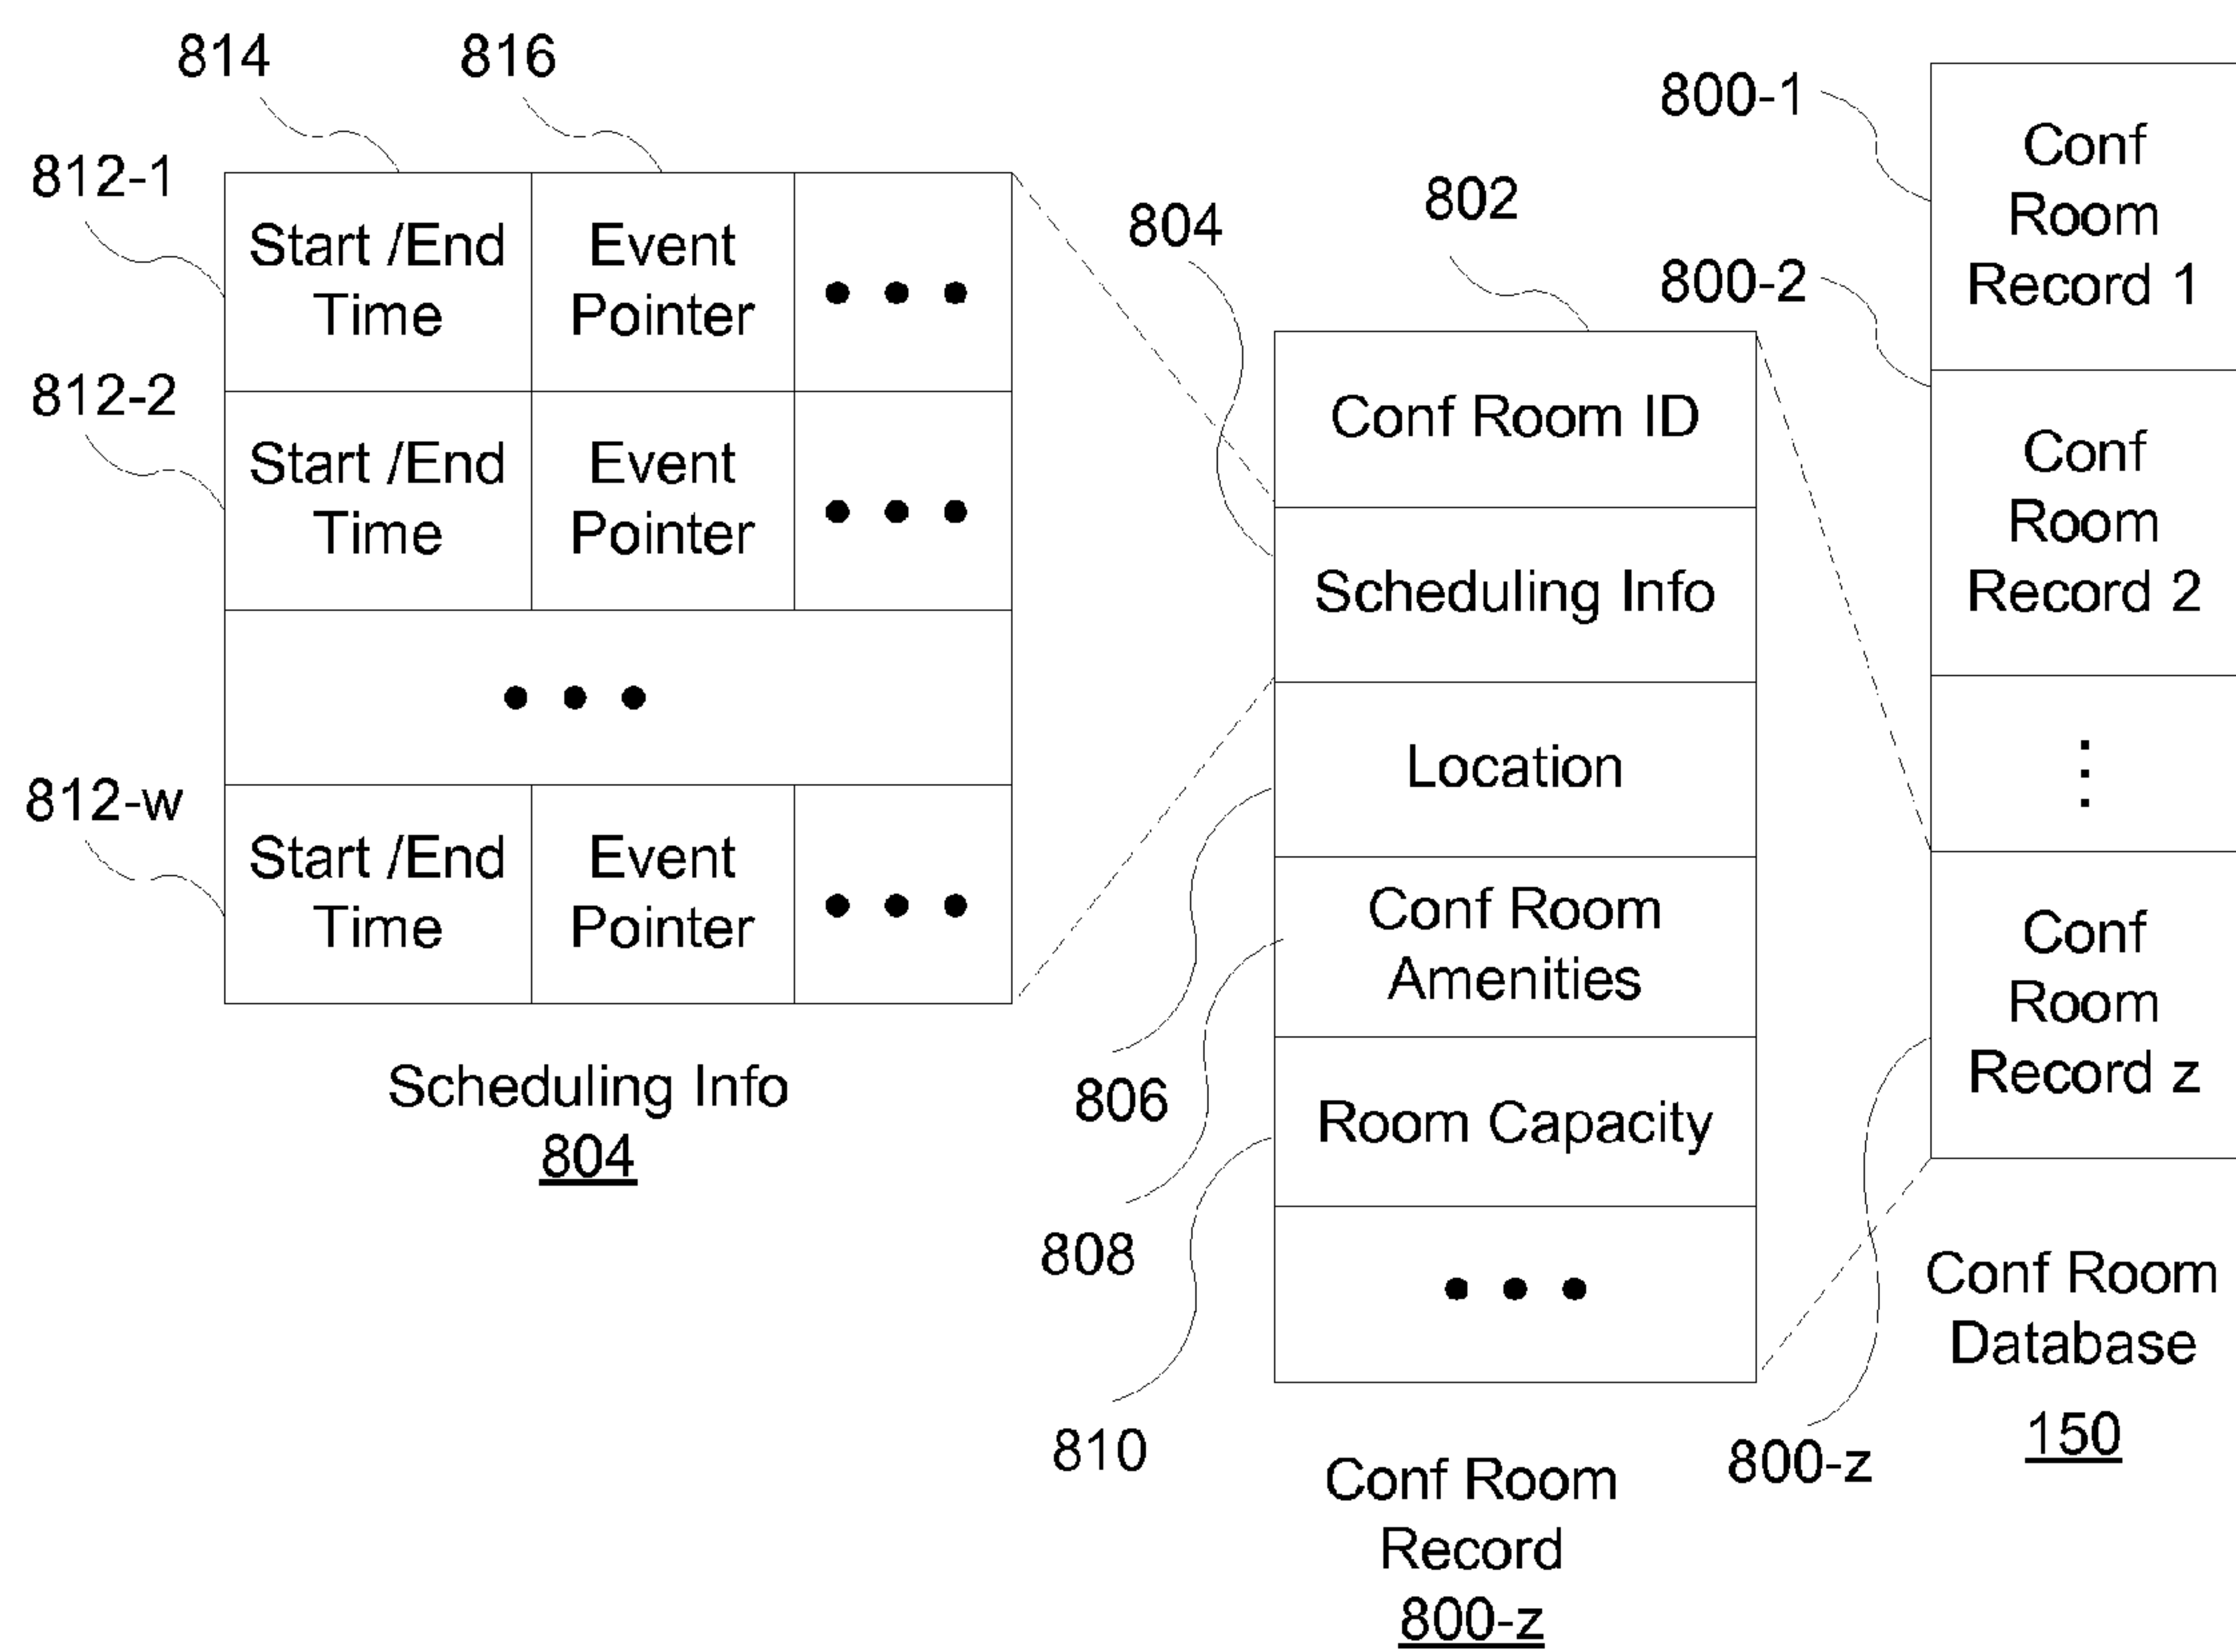 814
816
812-1
Start /End
Time
Event
Pointer
812-2
Start /End
Time
Event
Pointer
812-w
Start /End
Time
Event
Pointer
Scheduling Info
804
804
802
Conf Room ID
Scheduling Info
Location
Conf Room
Amenities
Room Capacity
806
808
810
Conf Room
Record
800-z
800-1
Conf
Room
Record 1
800-2
Conf
Room
Record 2
Conf
Room
Record z
800-z
Conf Room
Database
150